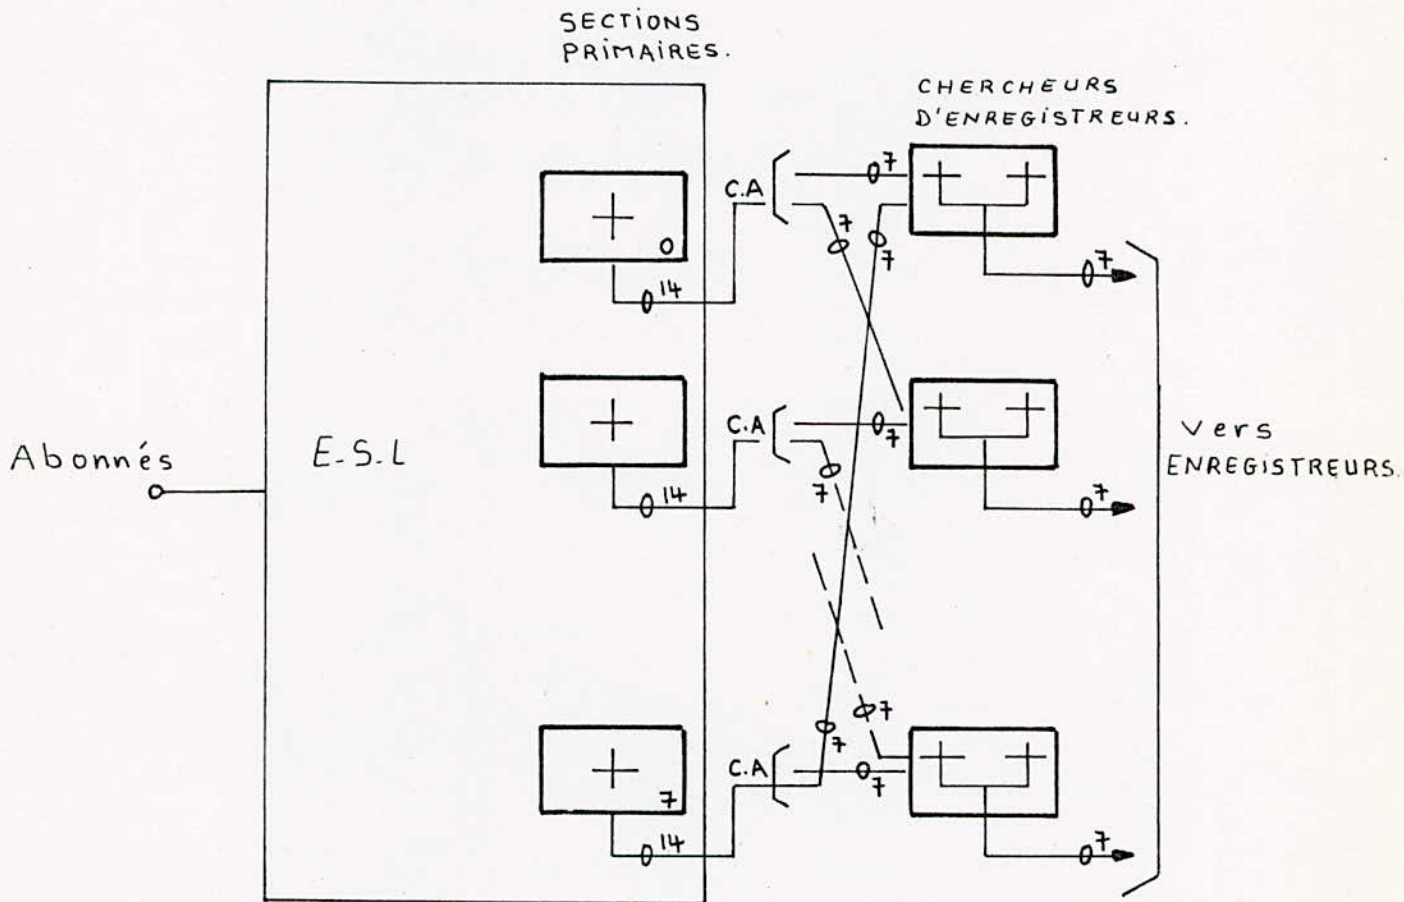 SECTIONS
PRIMAIRES.
CHERCHEURS
D'ENREGISTREURS.
C.A
7
7
7
0
14
7
C.A
7
7
14
7
Abonnés
E.S.L
Vers
ENREGISTREURS.
7
7
C.A
7
7
14
7